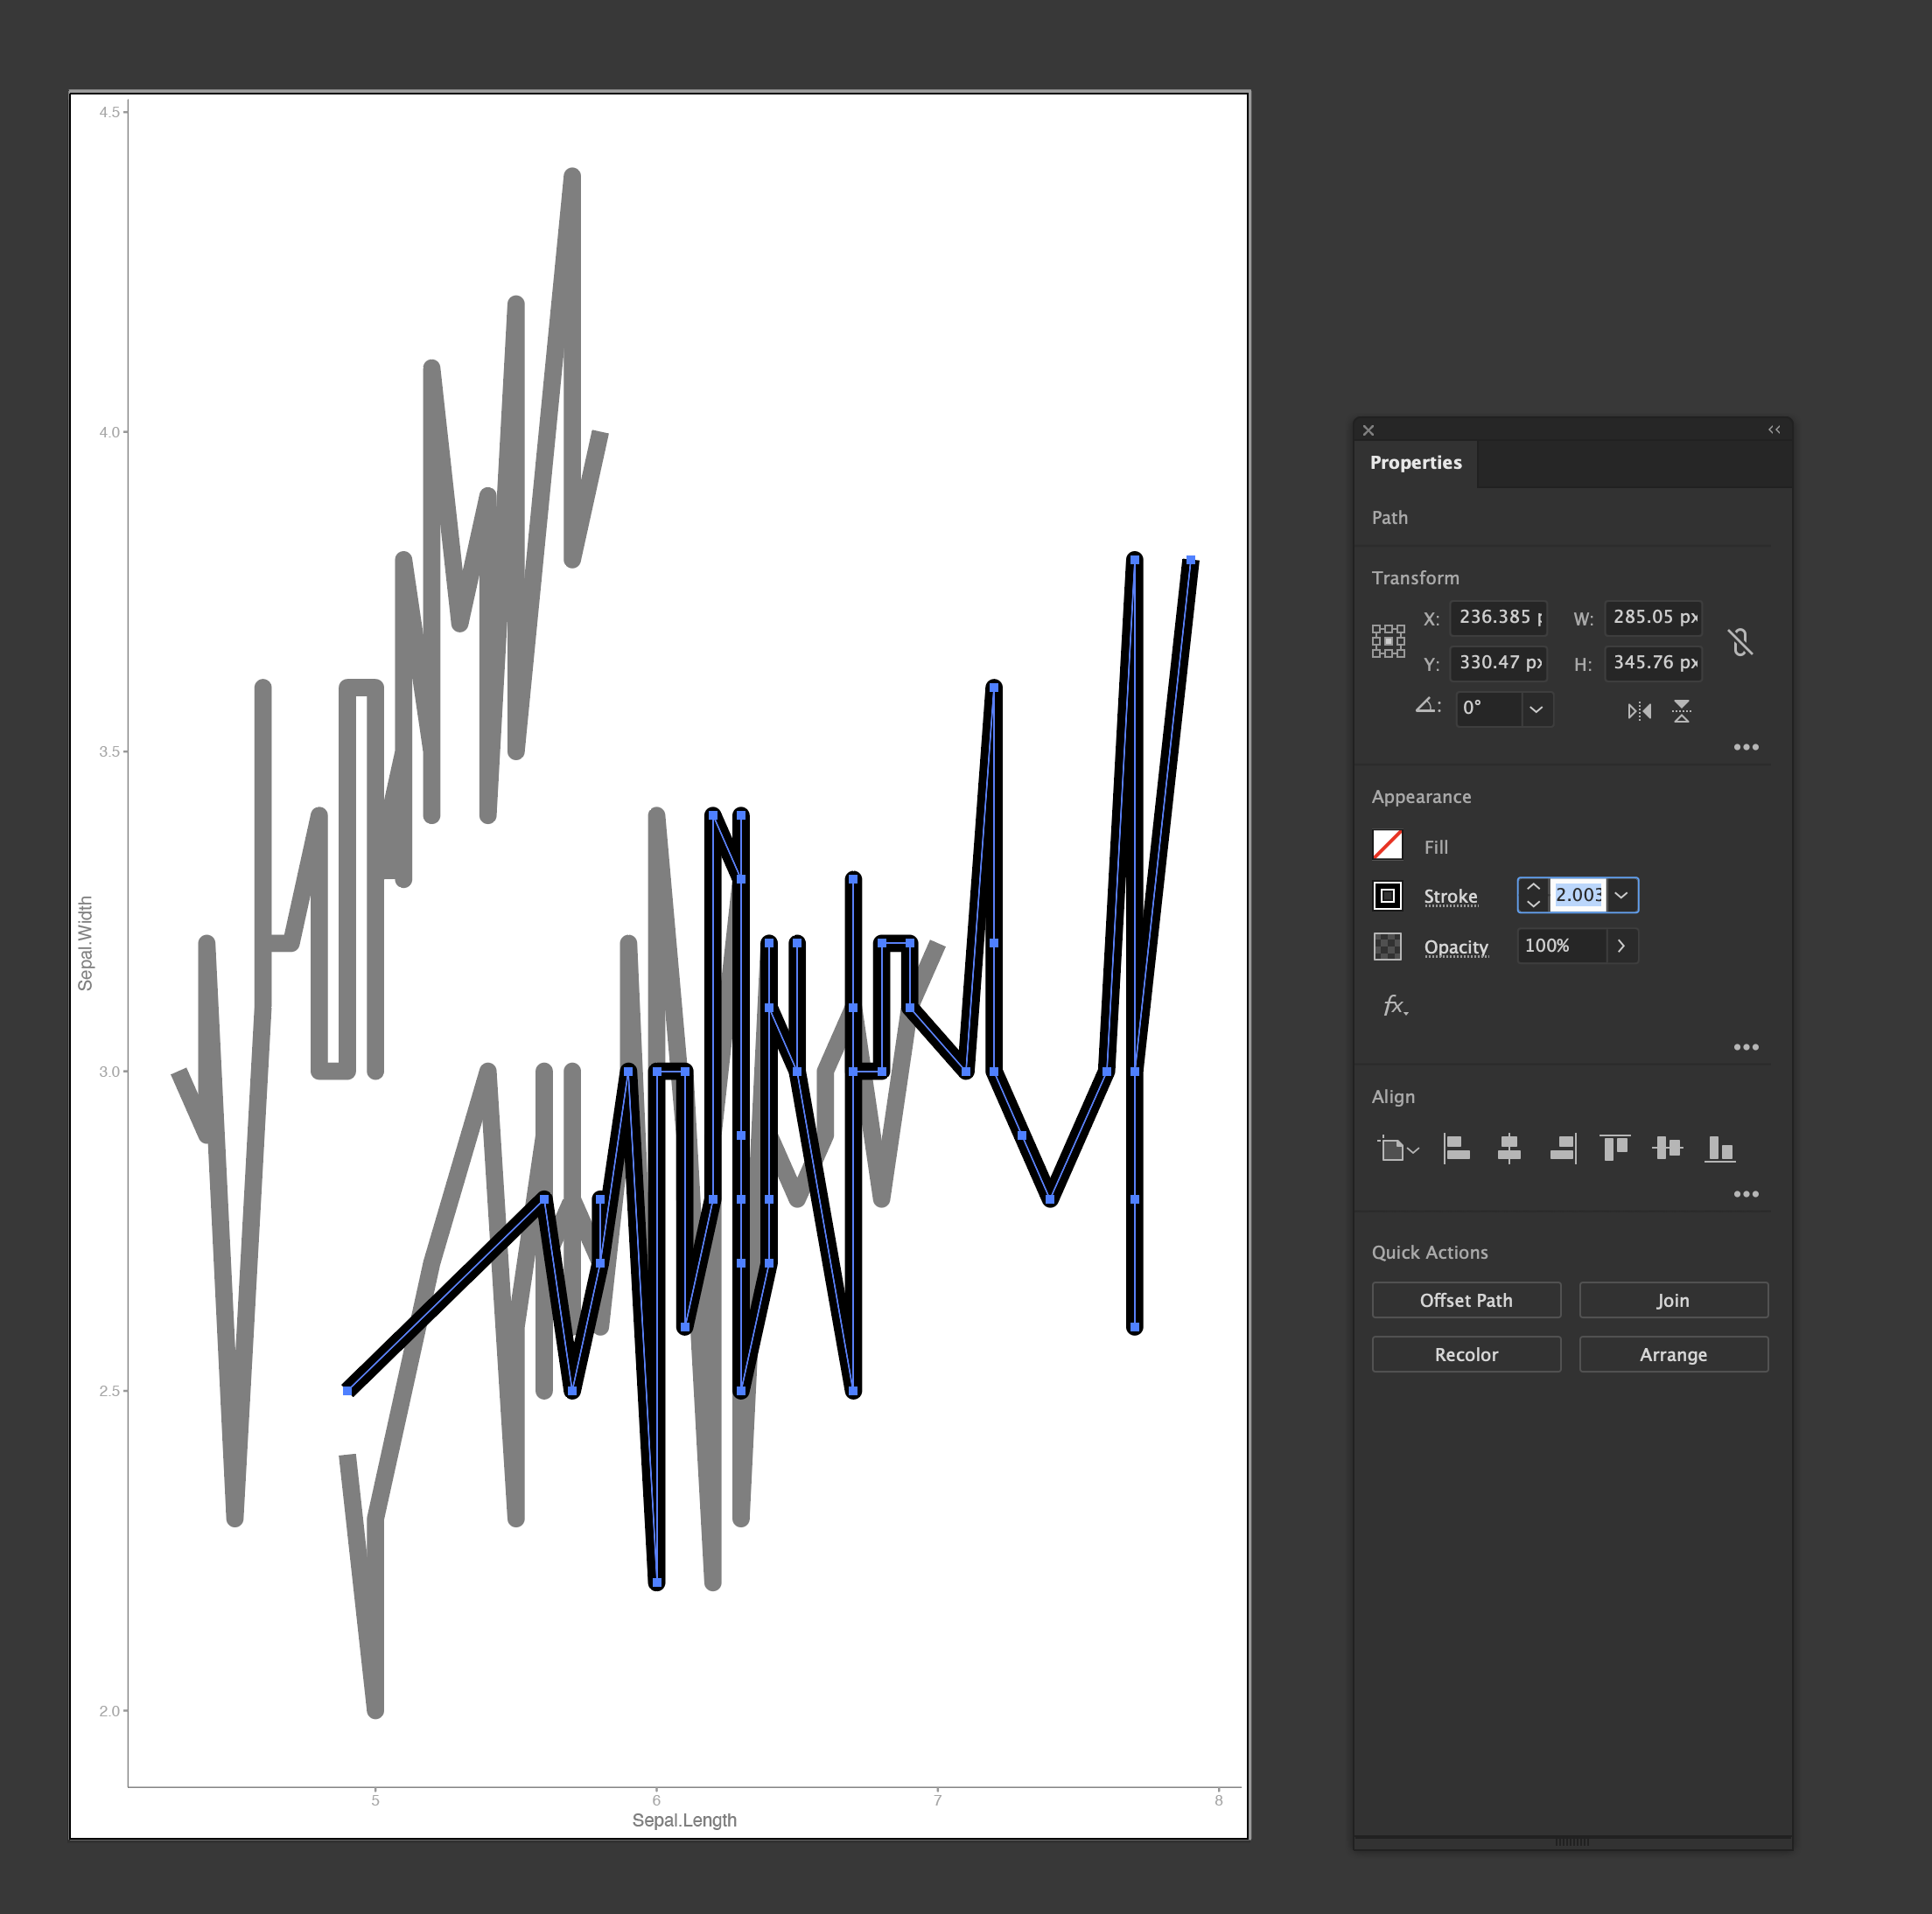 4.5
4.0
3.5
3.0
2.5
2.0
Sepal.Width
5 6 7 8
Sepal.Length
Properties
Path
Transform
X: 236.385 p W: 285.05 px
Y: 330.47 px H: 345.76 px
0°
Appearance
Fill
Stroke 2.003
Opacity 100%
fx.
Align
Quick Actions
Offset Path Join
Recolor Arrange